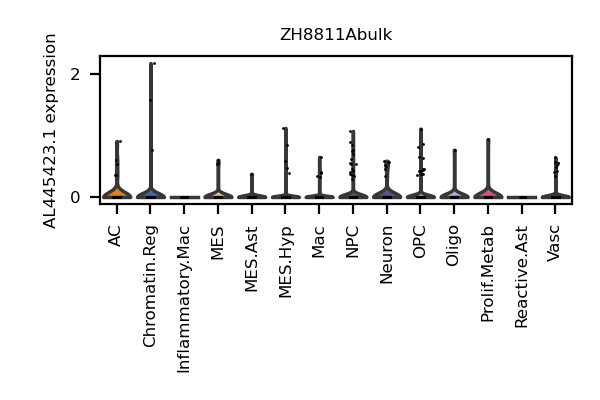 ZH8811Abulk
AL445423.1 expression
2
0
AC
Chromatin.Reg
Inflammatory.Mac
MES
MES.Ast
MES.Hyp
Mac
NPC
Neuron
OPC
Oligo
Prolif.Metab
Reactive.Ast
Vasc